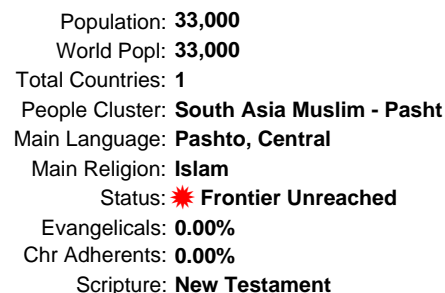 Population: 33,000
World Popl: 33,000
Total Countries: 1
People Cluster: South Asia Muslim - Pasht
Main Language: Pashto, Central
Main Religion: Islam
Status: Frontier Unreached
Evangelicals: 0.00%
Chr Adherents: 0.00%
Scripture: New Testament